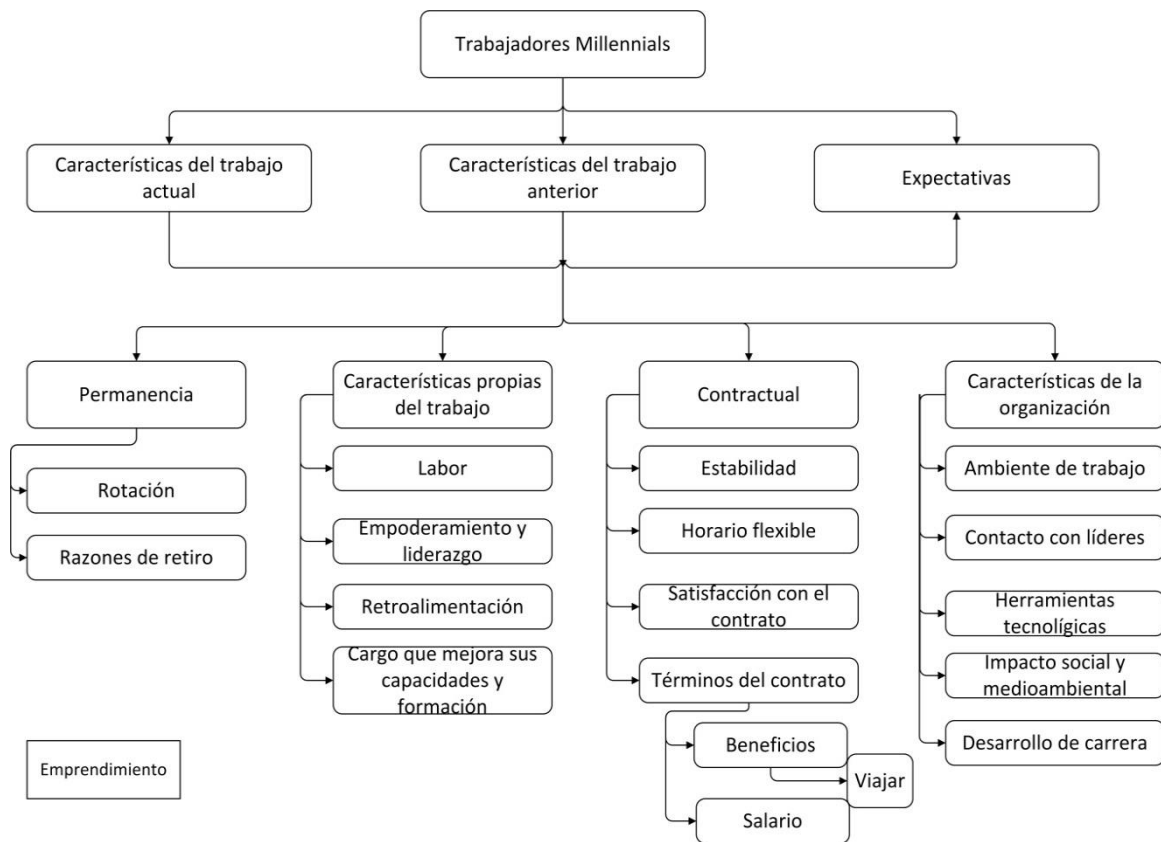 Trabajadores Millennials
Características del trabajo
actual
Características del trabajo
anterior
Expectativas
Permanencia
Características propias
del trabajo
Contractual
Características de la
organización
Rotación
Razones de retiro
Labor
Empoderamiento y
liderazgo
Retroalimentación
Cargo que mejora sus
capacidades y
formación
Estabilidad
Horario flexible
Satisfacción con el
contrato
Términos del contrato
Beneficios
Viajar
Salario
Ambiente de trabajo
Contacto con líderes
Herramientas
tecnolígicas
Impacto social y
medioambiental
Desarrollo de carrera
Emprendimiento